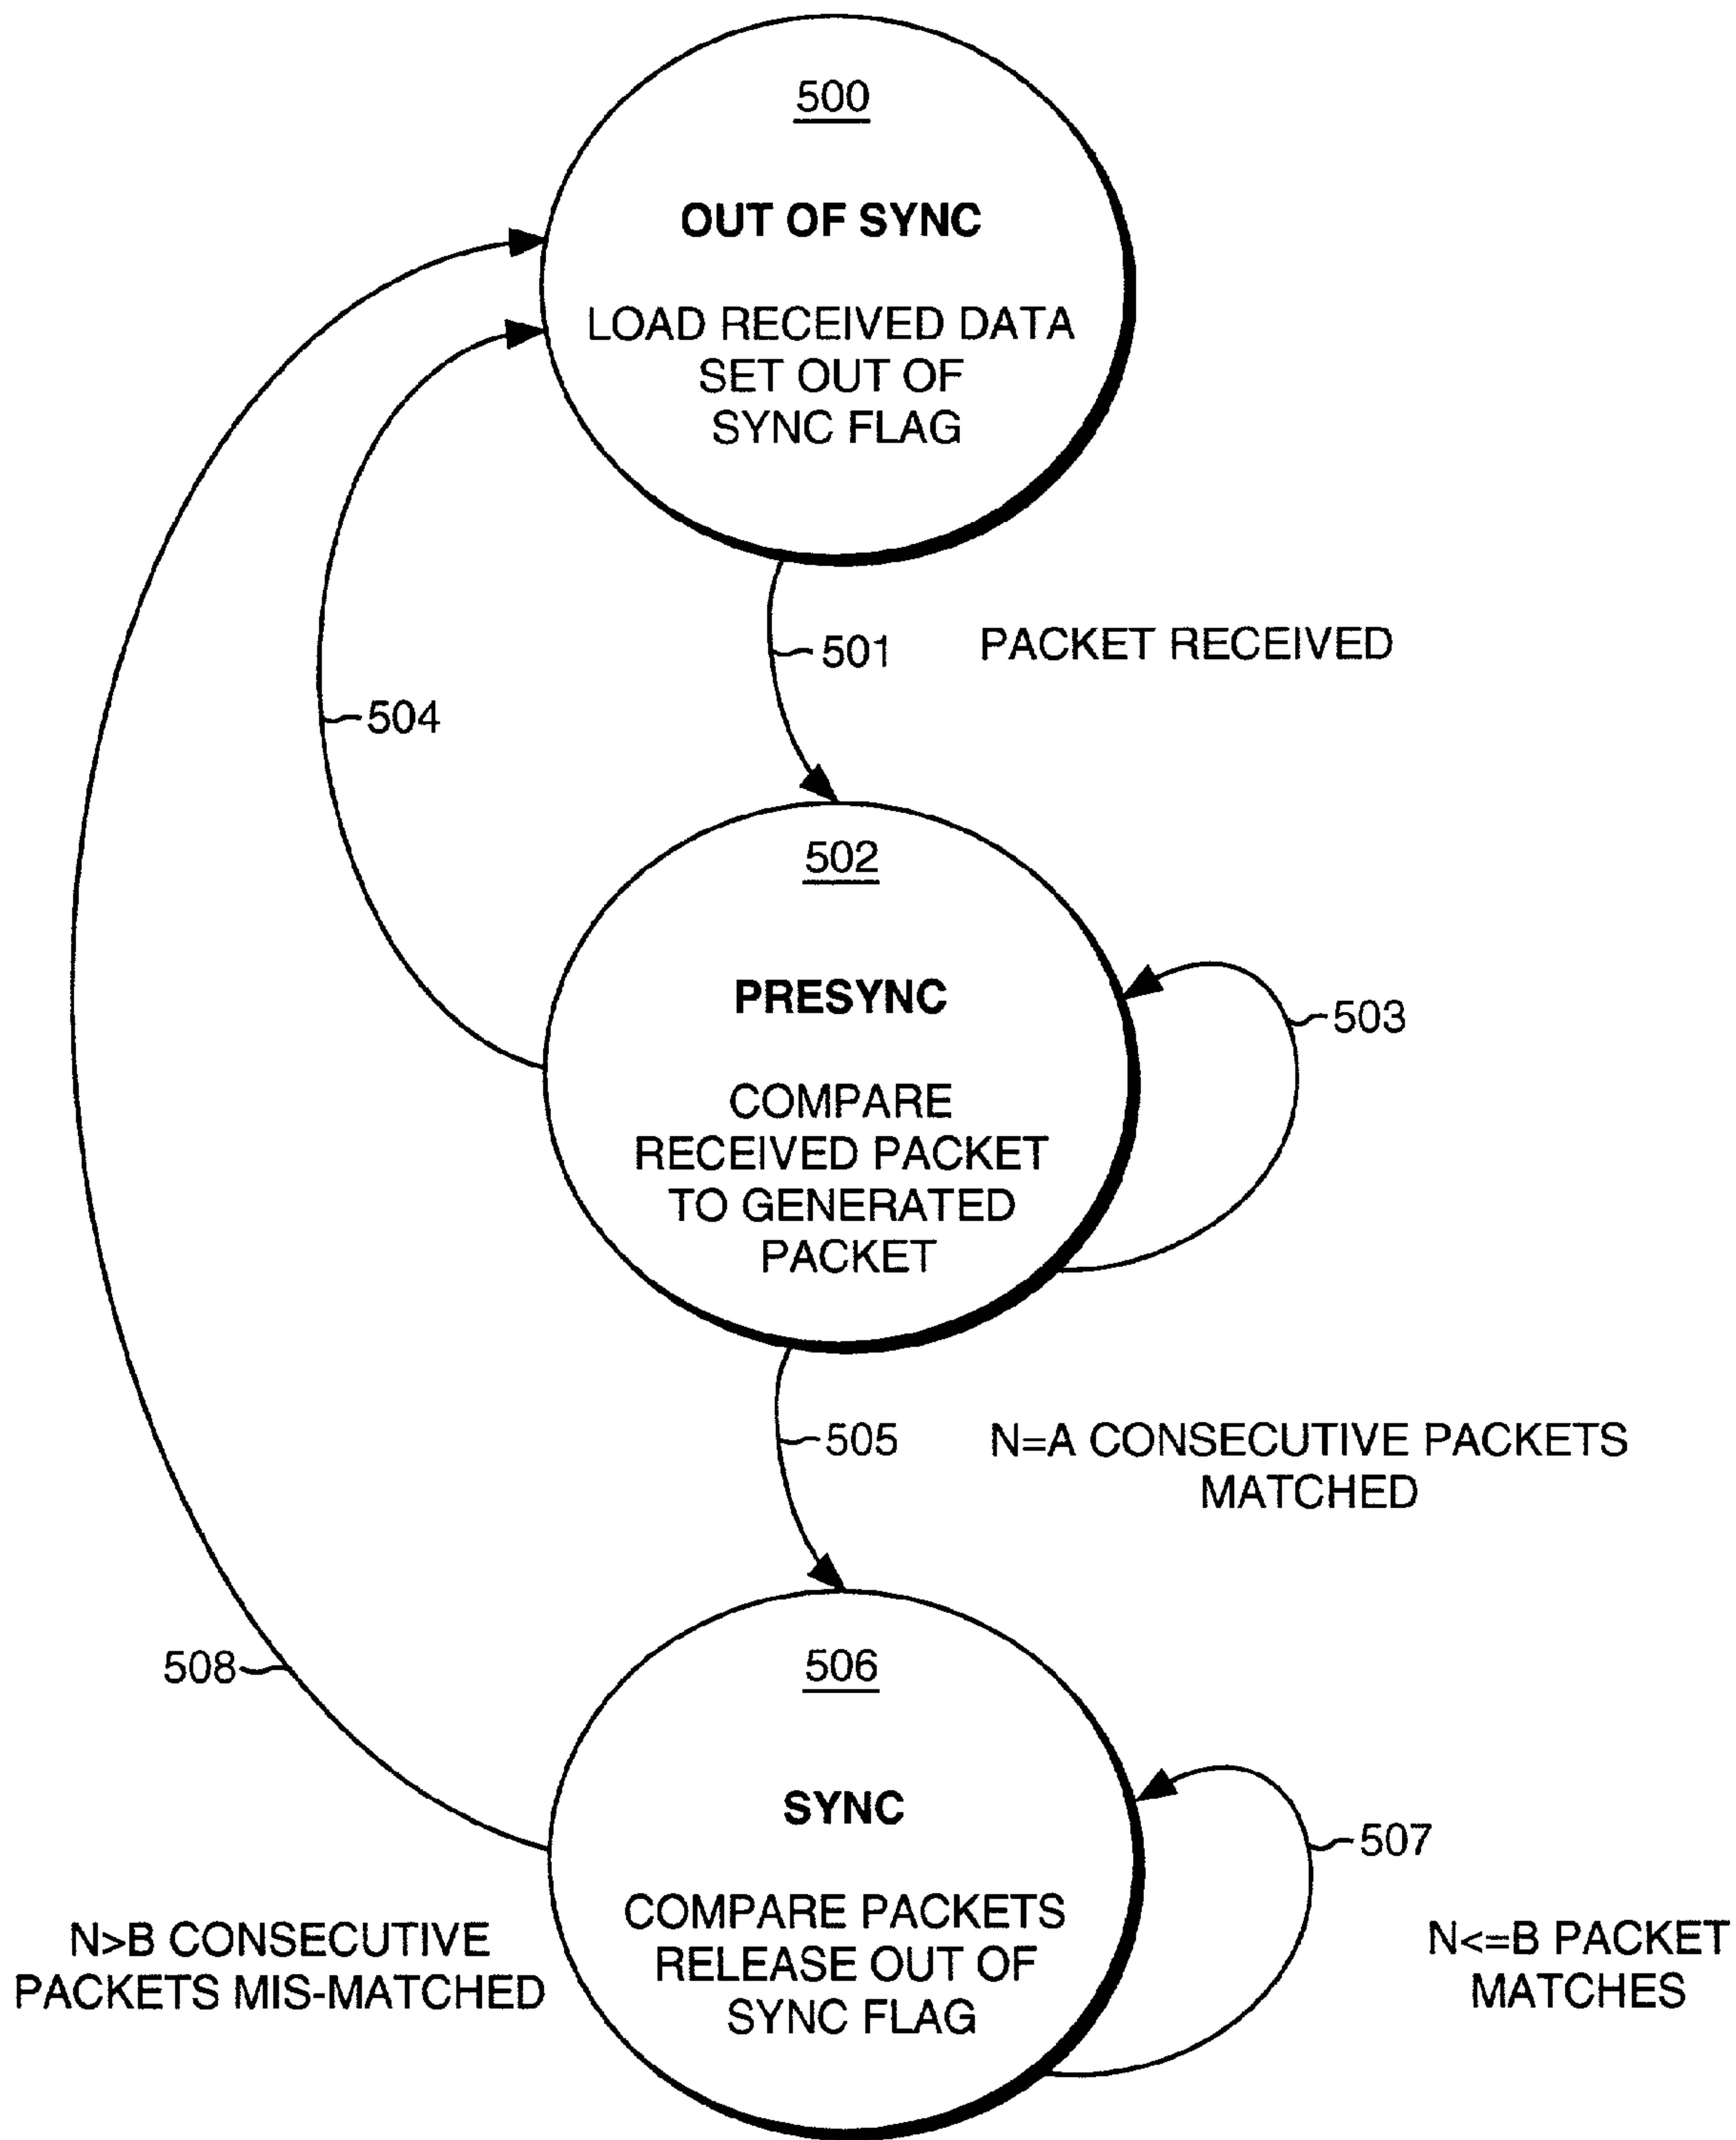 500
OUT OF SYNC
LOAD RECEIVED DATA
SET OUT OF
SYNC FLAG
501
PACKET RECEIVED
504
502
PRESYNC
COMPARE
RECEIVED PACKET
TO GENERATED
PACKET
503
505
N=A CONSECUTIVE PACKETS
MATCHED
508
506
SYNC
COMPARE PACKETS
RELEASE OUT OF
SYNC FLAG
507
N>B CONSECUTIVE
PACKETS MIS-MATCHED
N<=B PACKET
MATCHES